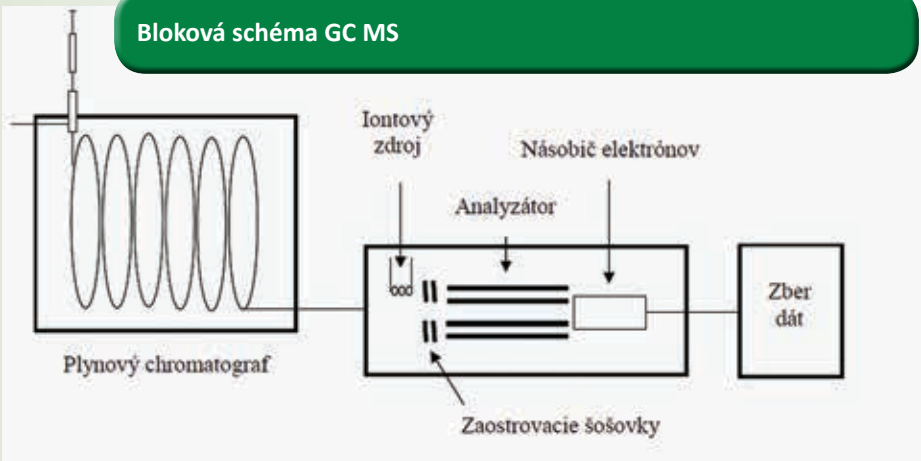 Bloková schéma GC MS
Iontový
zdroj
Násobič elektrónov
Analyzátor
Zber
dát
Plynový chromatograf
Zaostrovacie šošovky